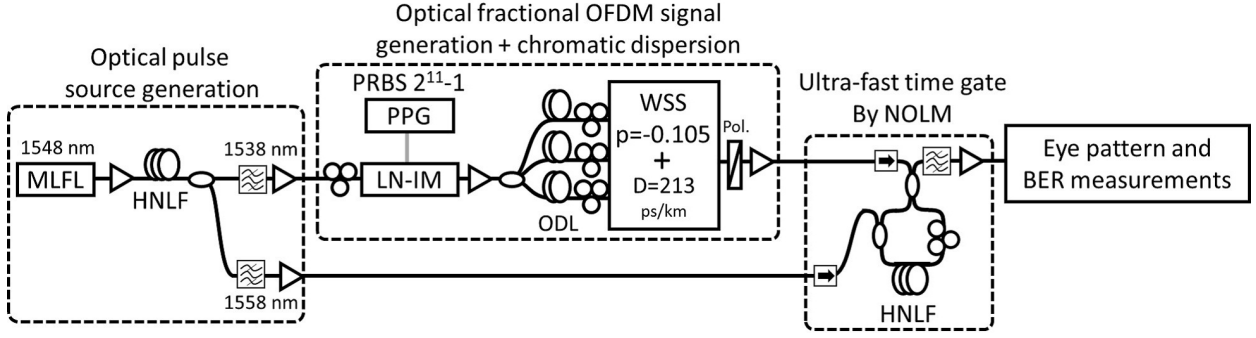 Optical pulse
source generation
1548 nm
MLFL
HNLF
1538 nm
1558 nm
Optical fractional OFDM signal
generation + chromatic dispersion
PRBS 2¹¹-1
PPG
LN-IM
ODL
WSS
p=-0.105
+
D=213
ps/km
Pol.
Ultra-fast time gate
By NOLM
HNLF
Eye pattern and
BER measurements